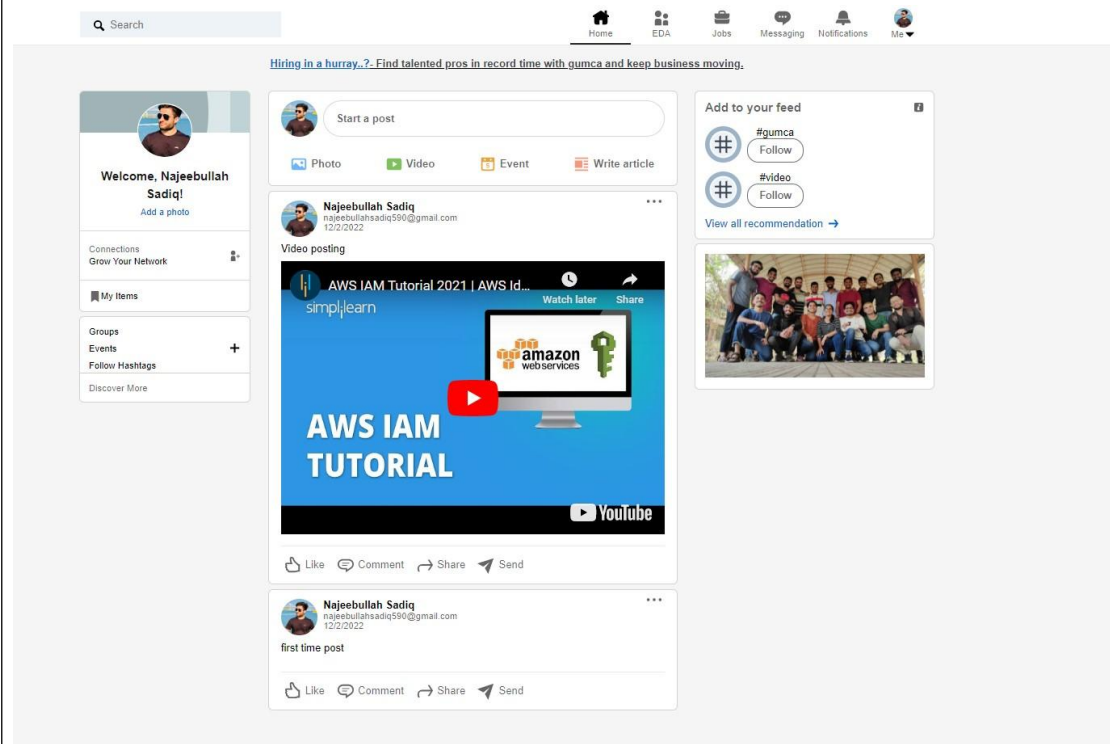 Search
Home
EDA
Jobs
Messaging
Notifications
Me
Hiring in a hurray..?- Find talented pros in record time with gumca and keep business moving.
Welcome, Najeebullah
Sadiq!
Add a photo
Connections
Grow Your Network
My Items
Groups
Events
Follow Hashtags
Discover More
Start a post
Photo
Video
Event
Write article
Najeebullah Sadiq
najeebullahsadiq590@gmail.com
12/2/2022
Video posting
AWS IAM Tutorial 2021 | AWS Id...
Watch later
Share
simplilearn
amazon
webservices
AWS IAM
TUTORIAL
YouTube
Like
Comment
Share
Send
Najeebullah Sadiq
najeebullahsadiq590@gmail.com
12/2/2022
first time post
Like
Comment
Share
Send
Add to your feed
#gumca
Follow
#video
Follow
View all recommendation